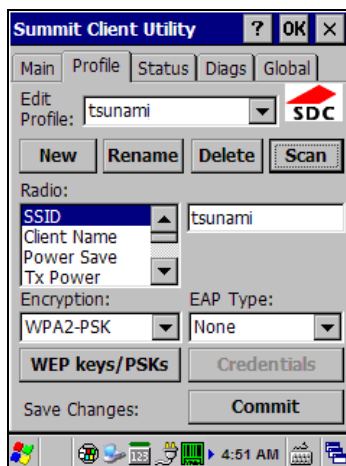 Summit Client Utility ? OK ×
Main Profile Status Diags Global
Edit
Profile: tsunami
SDC
New Rename Delete Scan
Radio:
SSID tsunami
Client Name
Power Save
Tx Power
Encryption: EAP Type:
WPA2-PSK None
WEP keys/PSKs Credentials
Save Changes: Commit
123 4:51 AM